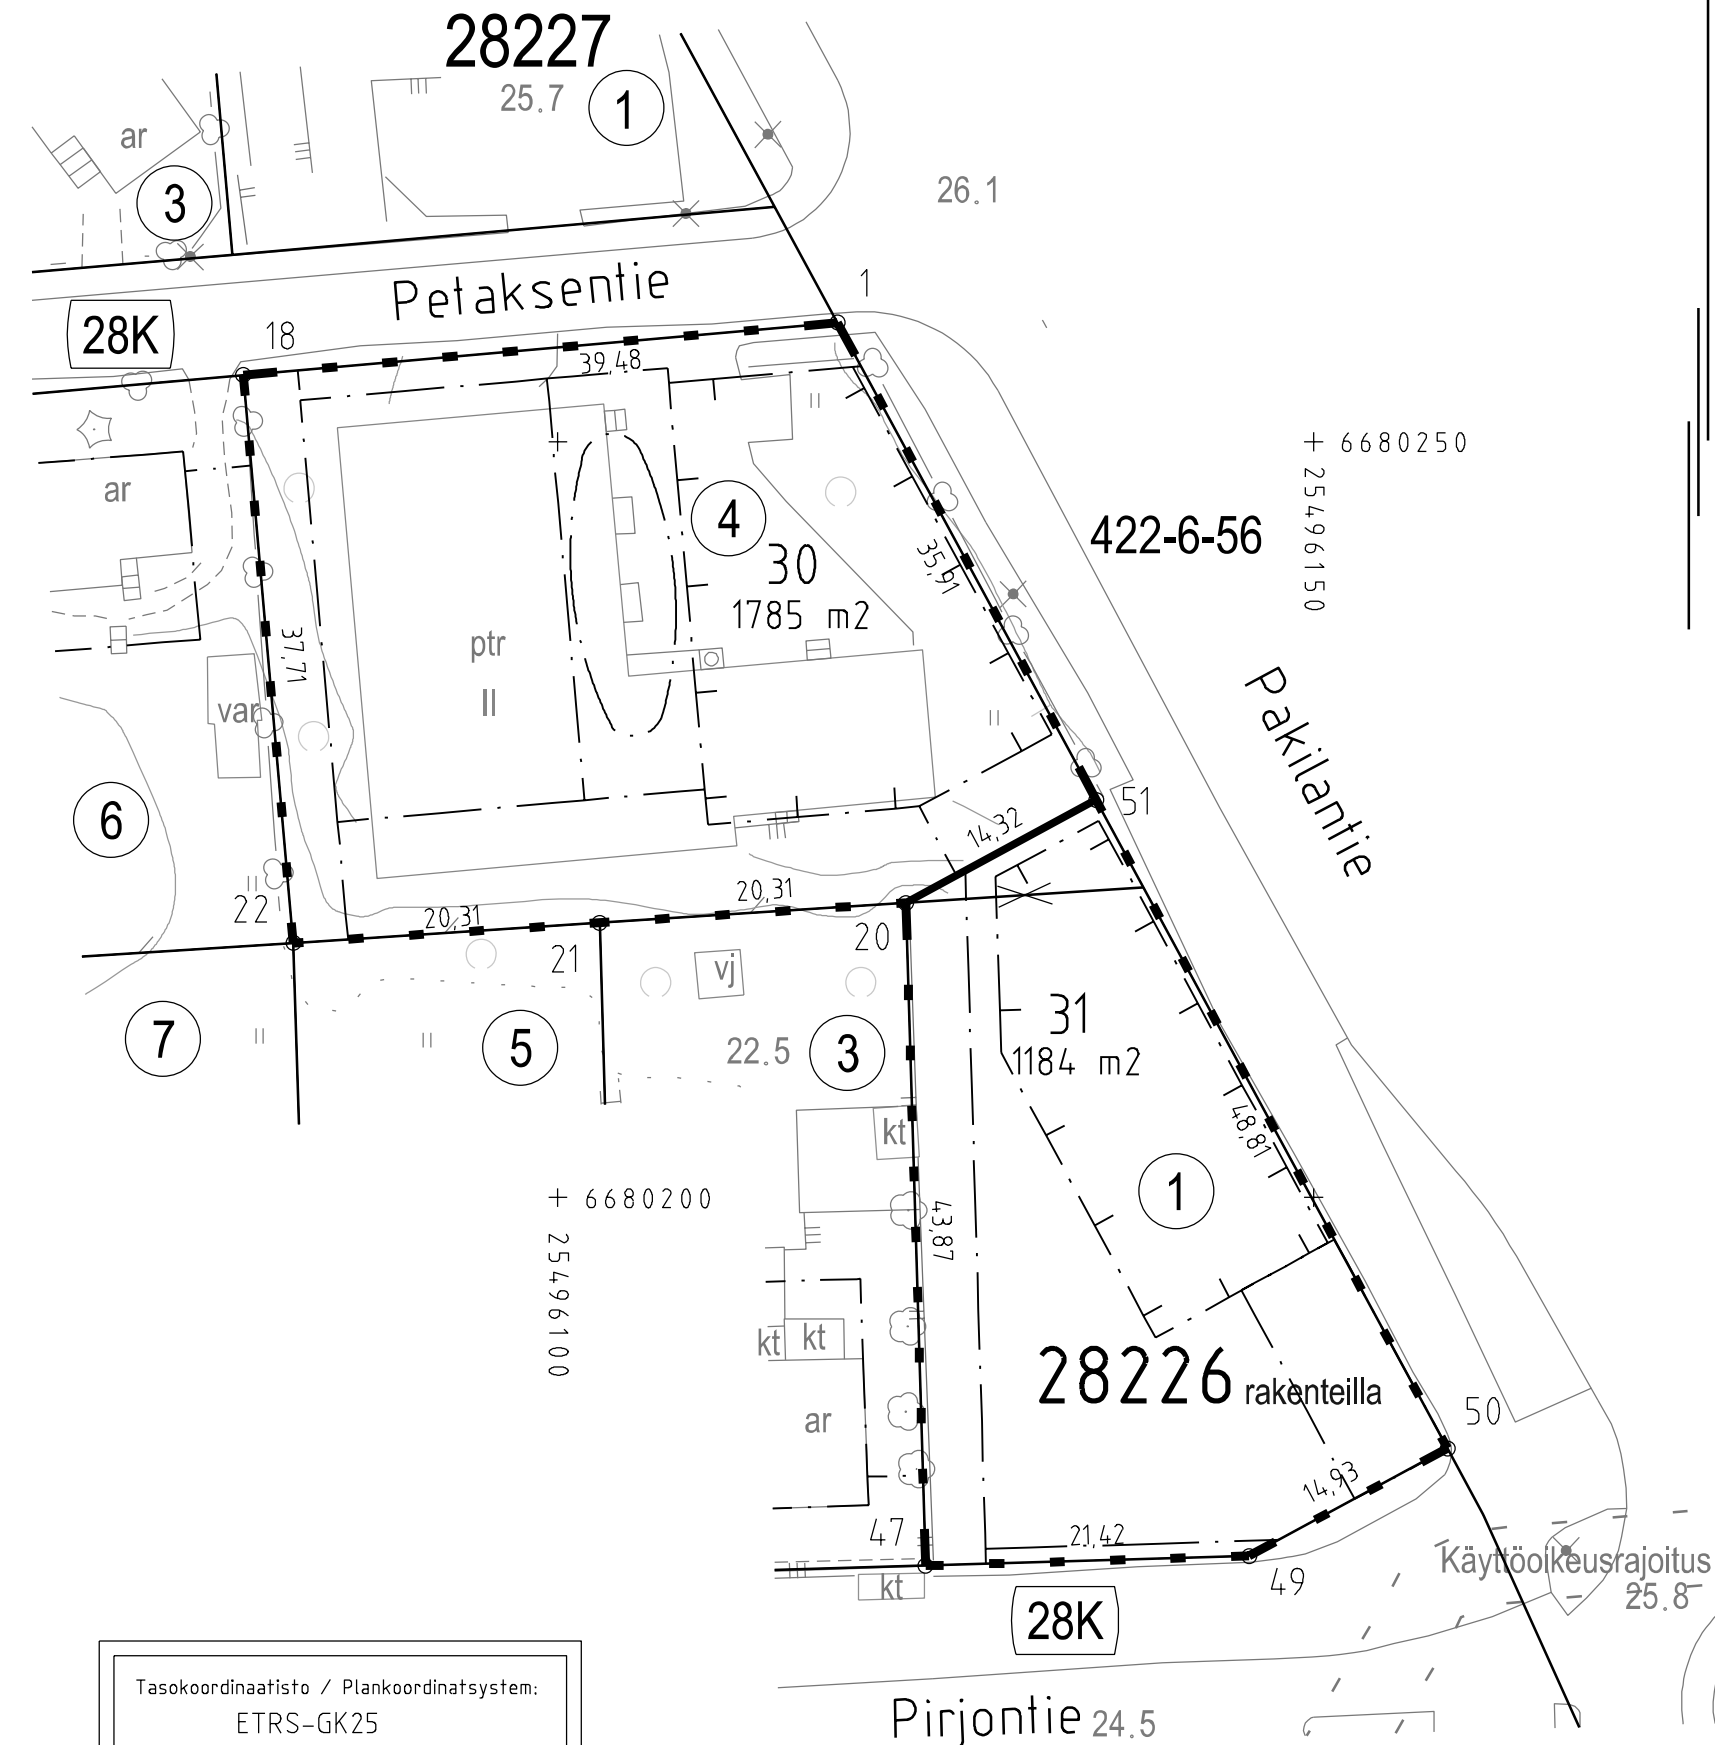 28227
25.7
1
ar
3
26.1
Petaksentie
1
28K
18
39,48
+ 6680250
25496150
ar
4
30
1785 m2
422-6-56
35,91
37,71
ptr
II
var
Pakilantie
6
51
14,32
22
20,31
20,31
21
20
vj
7
5
22.5
3
31
1184 m2
kt
48,81
1
+ 6680200
25496100
43,87
kt
kt
28226 rakenteilla
ar
50
14,93
47
21,42
49
kt
28K
Käyttöoikeusrajoitus
25.8
Tasokoordinaatisto / Plankoordinatsystem:
ETRS-GK25
Pirjontie 24.5